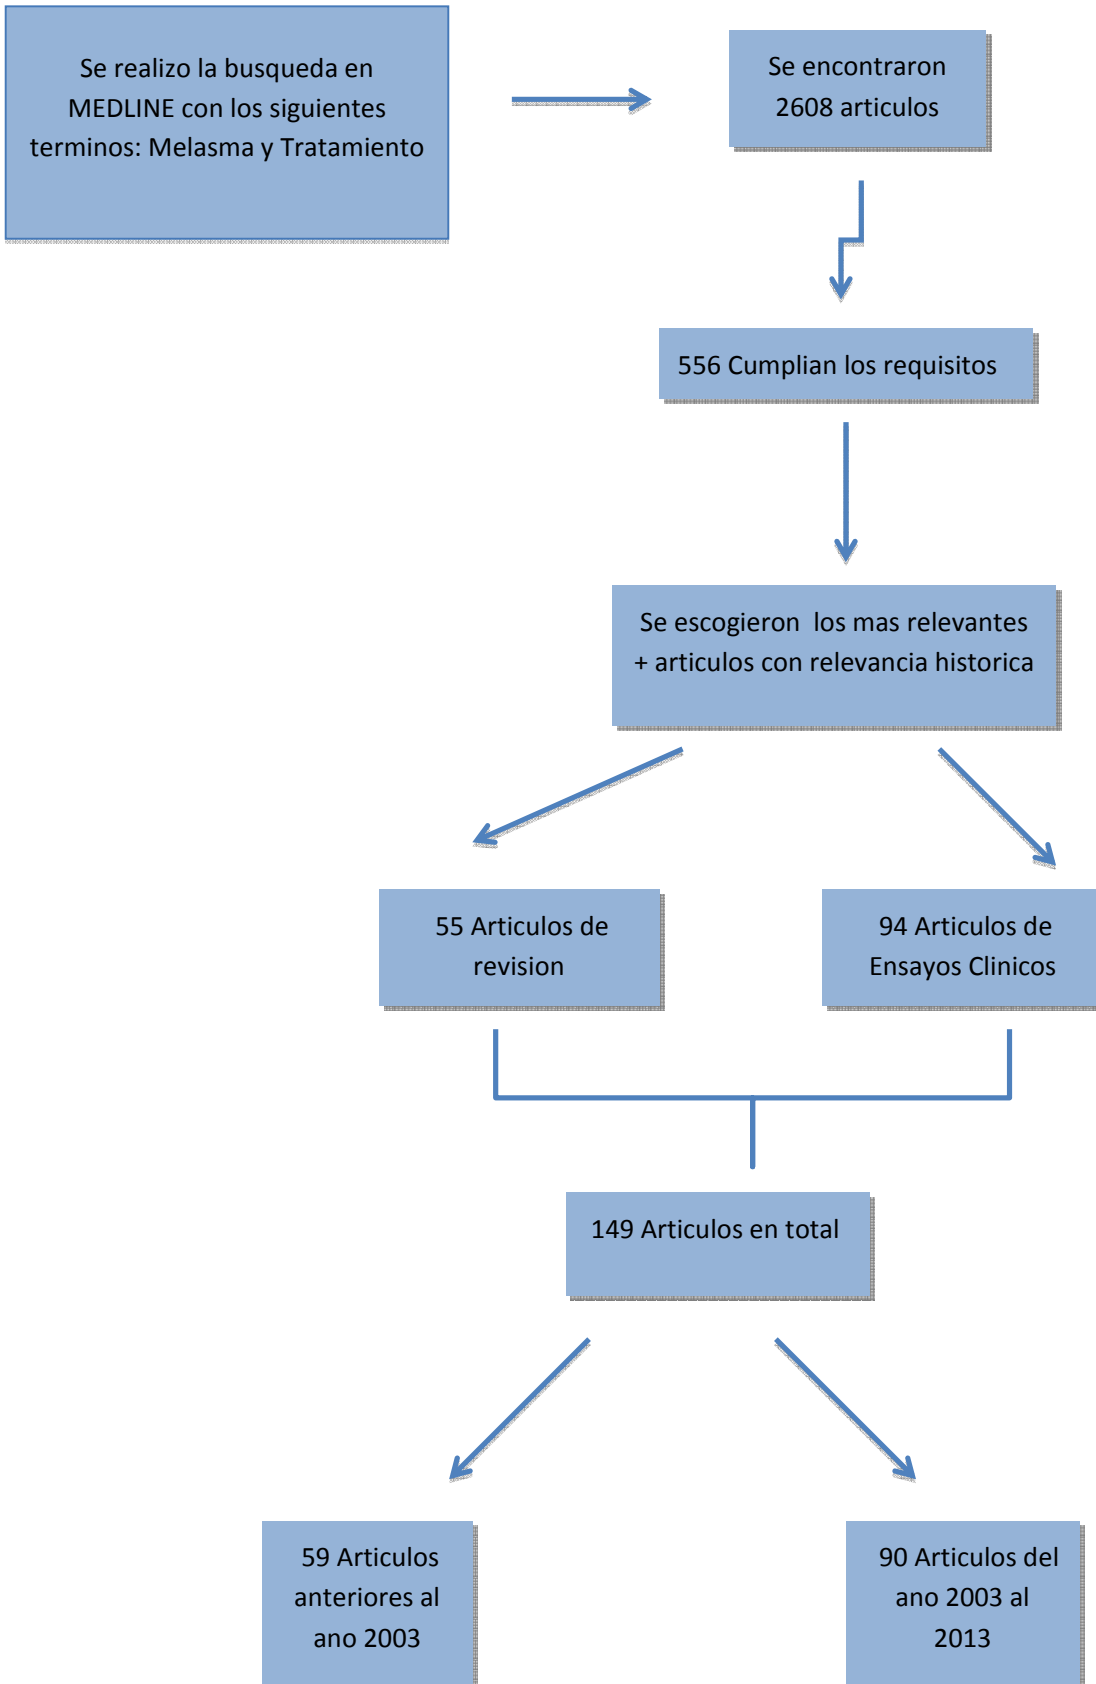 Se realizo la busqueda en
MEDLINE con los siguientes
terminos: Melasma y Tratamiento
Se encontraron
2608 articulos
556 Cumplian los requisitos
Se escogieron los mas relevantes
+ articulos con relevancia historica
55 Articulos de
revision
94 Articulos de
Ensayos Clinicos
149 Articulos en total
59 Articulos
anteriores al
ano 2003
90 Articulos del
ano 2003 al
2013